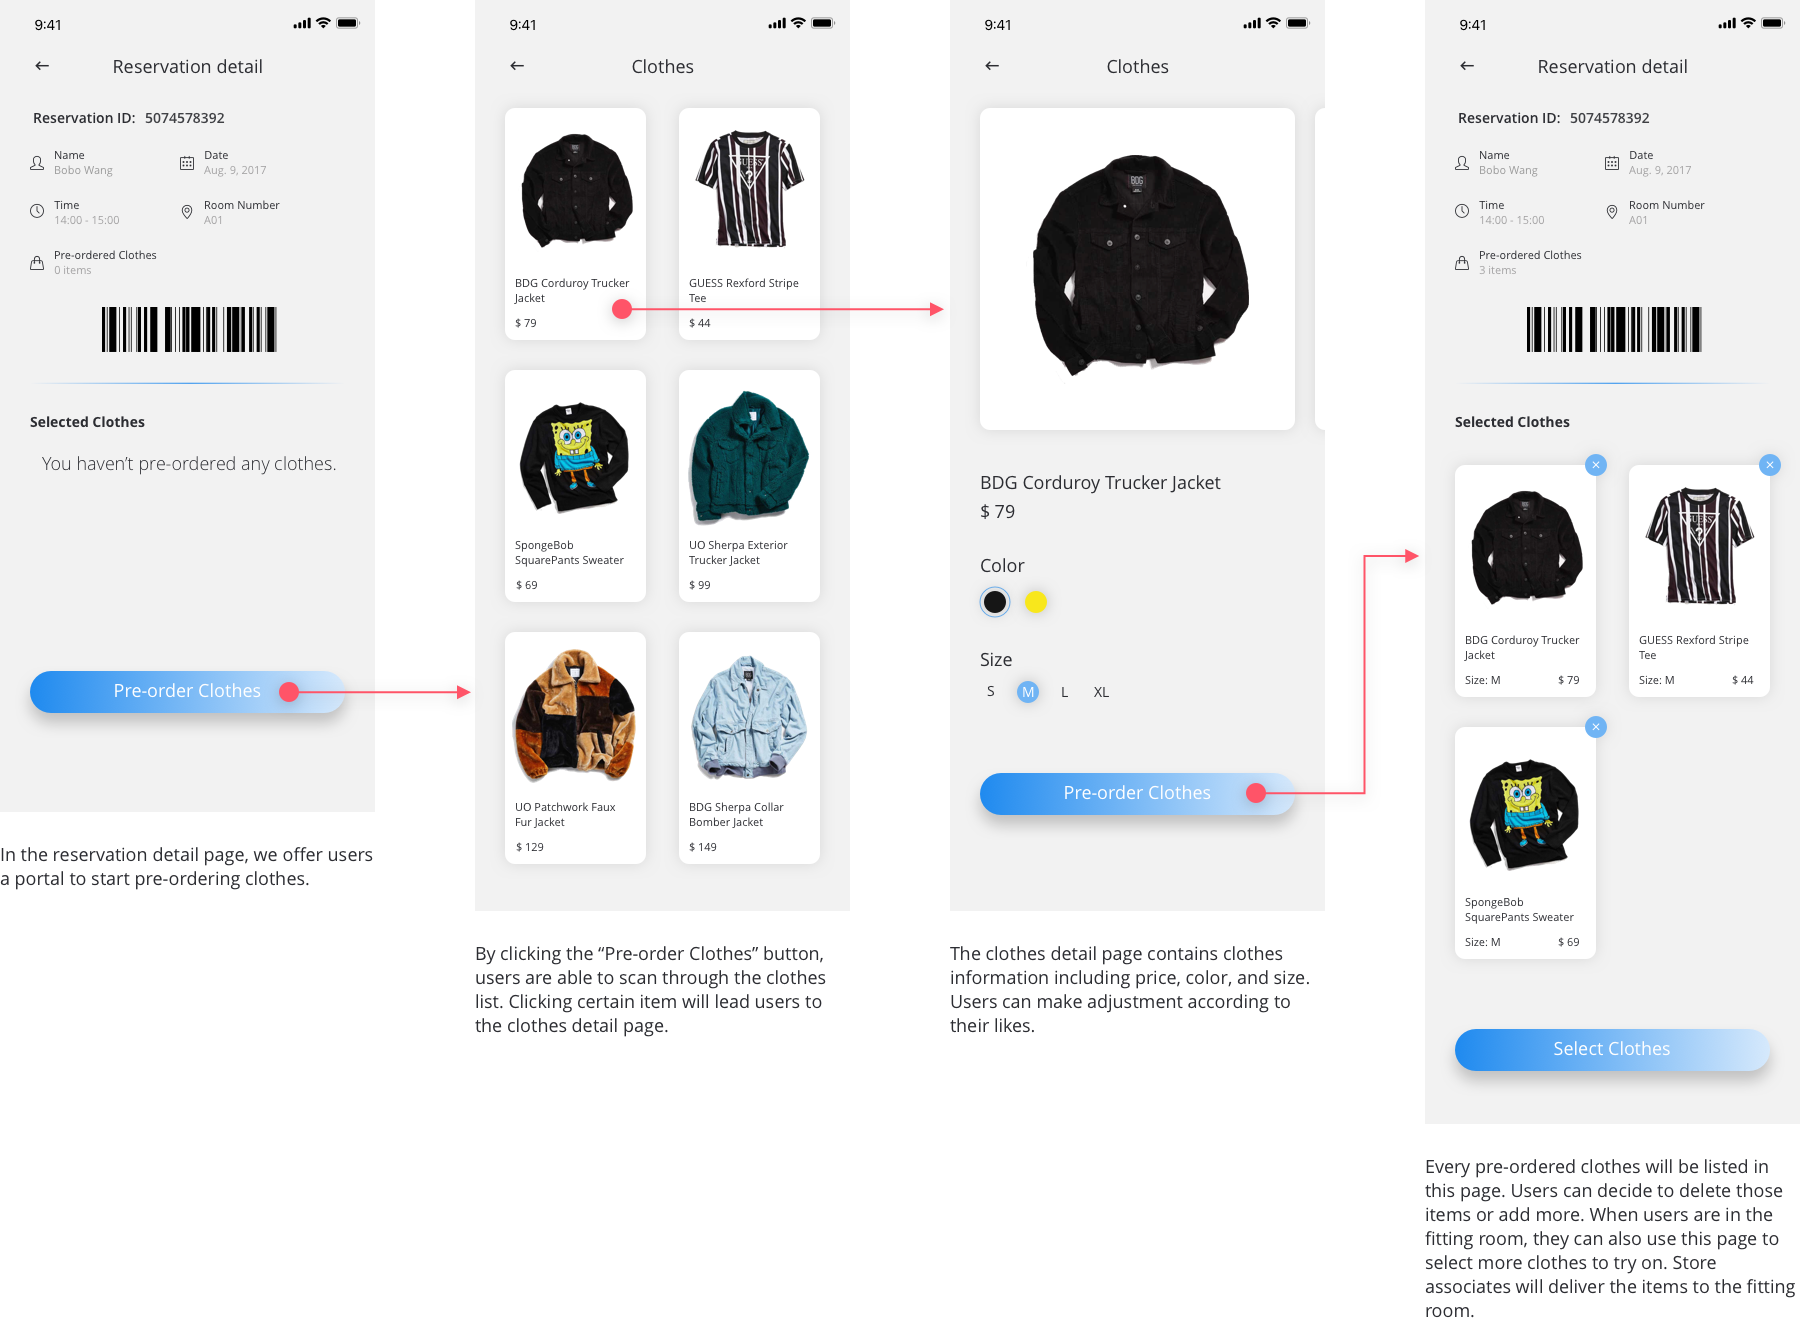 9:41
Reservation detail
Reservation ID: 5074578392
Name
Bobo Wang
Date
Aug. 9, 2017
Time
14:00 - 15:00
Room Number
A01
Pre-ordered Clothes
0 items
Selected Clothes
You haven’t pre-ordered any clothes.
Pre-order Clothes
In the reservation detail page, we offer users
a portal to start pre-ordering clothes.
9:41
Clothes
BDG Corduroy Trucker
Jacket
$ 79
GUESS
?
GUESS Rexford Stripe
Tee
$ 44
SpongeBob
SquarePants Sweater
$ 69
UO Sherpa Exterior
Trucker Jacket
$ 99
UO Patchwork Faux
Fur Jacket
$ 129
BDG Sherpa Collar
Bomber Jacket
$ 149
By clicking the “Pre-order Clothes” button,
users are able to scan through the clothes
list. Clicking certain item will lead users to
the clothes detail page.
9:41
Clothes
BDG
BDG Corduroy Trucker Jacket
$ 79
Color
Size
S M L XL
Pre-order Clothes
The clothes detail page contains clothes
information including price, color, and size.
Users can make adjustment according to
their likes.
9:41
Reservation detail
Reservation ID: 5074578392
Name
Bobo Wang
Date
Aug. 9, 2017
Time
14:00 - 15:00
Room Number
A01
Pre-ordered Clothes
3 items
Selected Clothes
BDG Corduroy Trucker
Jacket
Size: M $ 79
GUESS
?
GUESS Rexford Stripe
Tee
Size: M $ 44
SpongeBob
SquarePants Sweater
Size: M $ 69
Select Clothes
Every pre-ordered clothes will be listed in
this page. Users can decide to delete those
items or add more. When users are in the
fitting room, they can also use this page to
select more clothes to try on. Store
associates will deliver the items to the fitting
room.